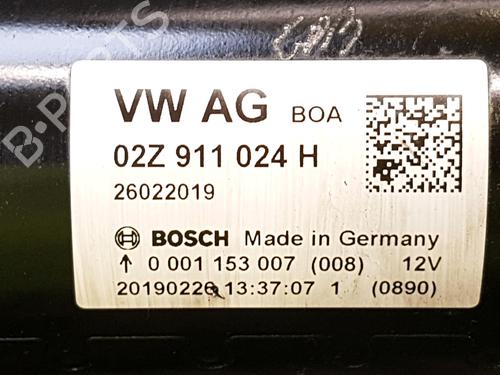 VW AG BOA
02Z 911 024 H
26022019
BOSCH Made in Germany
↑ 0 001 153 007 (008) 12V
20190226 13:37:07 1 (0890)
B-PARTS